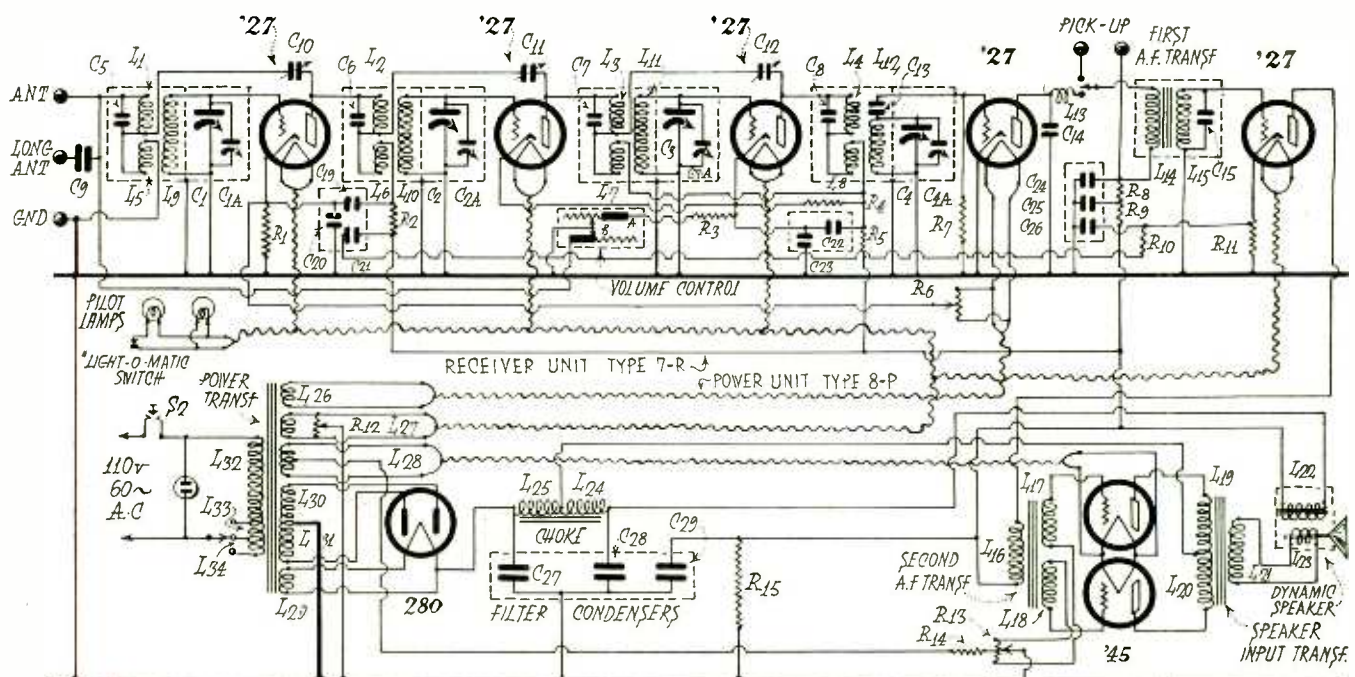 '27 '27 '27 '27 '27
PICK-UP
FIRST
A.F. TRANSF
C10 C11 C12
C5 L1 C6 L2 C7 L3 L11 C8 L4 L12 C13
L13
C14
ANT
LONG
ANT
C9
GND
L5 L9 C1 C1A
C19 L6 L10 C2 C2A
L7 C3
L8 C4 C4A
L14 L15 C15
R1 C20 C21 R2
B A R3
R4 R5 C22 C23
R7
C24
C25
C26
R8
R9
R10 R11
VOLUME CONTROL
R6
PILOT
LAMPS
"LIGHT-O-MATIC
SWITCH
RECEIVER UNIT TYPE 7-R
POWER UNIT TYPE 8-P
POWER
TRANSF
S2
L26
R12 L27
L28
L32
110v
60~
A.C
L33
L34
L30
L31
L29
280
L25 L24
CHOKE
C27 C28 C29
FILTER CONDENSERS
R15
SECOND
A.F TRANSF.
L16 L17 L18
R13
R14
'45
L19
L20 L21
L22
L23
DYNAMIC
SPEAKER
SPEAKER
INPUT TRANSF.